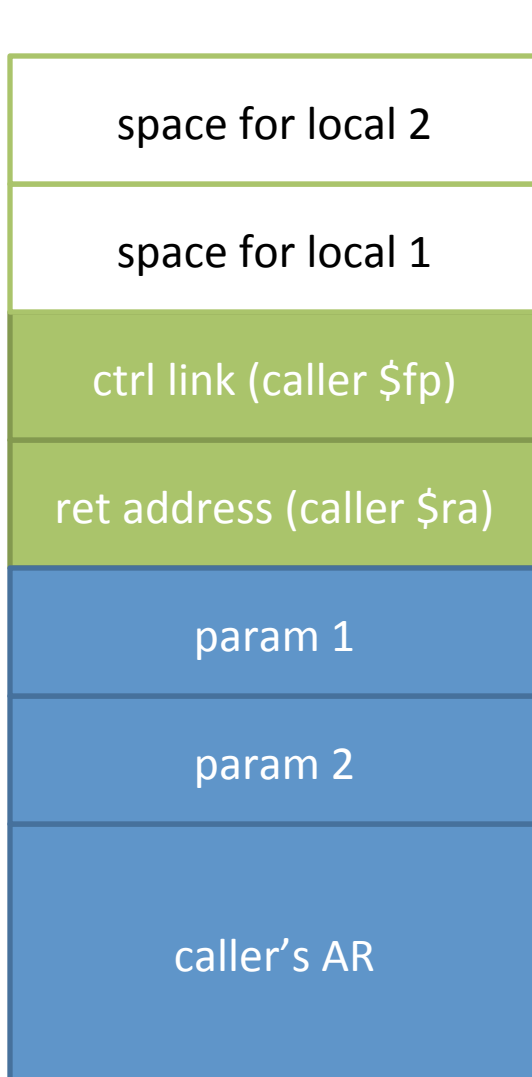 space for local 2
space for local 1
ctrl link (caller $fp)
ret address (caller $ra)
param 1
param 2
caller’s AR